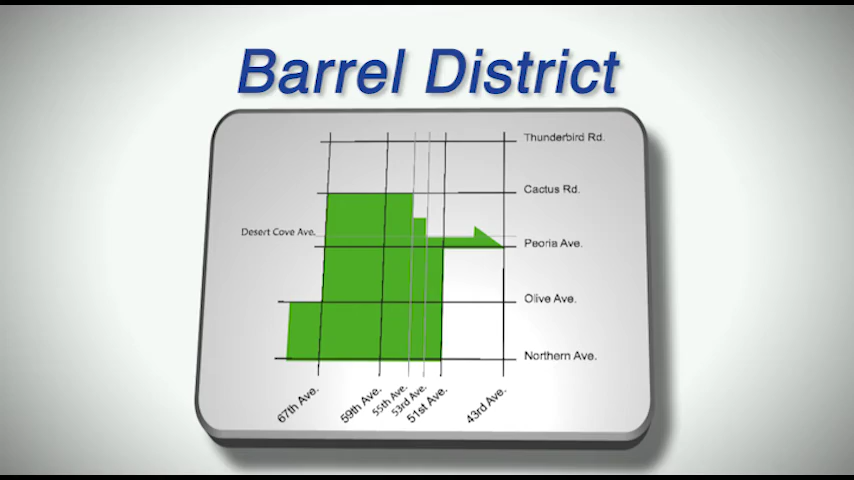 Barrel District
Thunderbird Rd.
Cactus Rd.
Desert Cove Ave.
Peoria Ave.
Olive Ave.
Northern Ave.
67th Ave.
59th Ave.
55th Ave.
53rd Ave.
51st Ave.
43rd Ave.